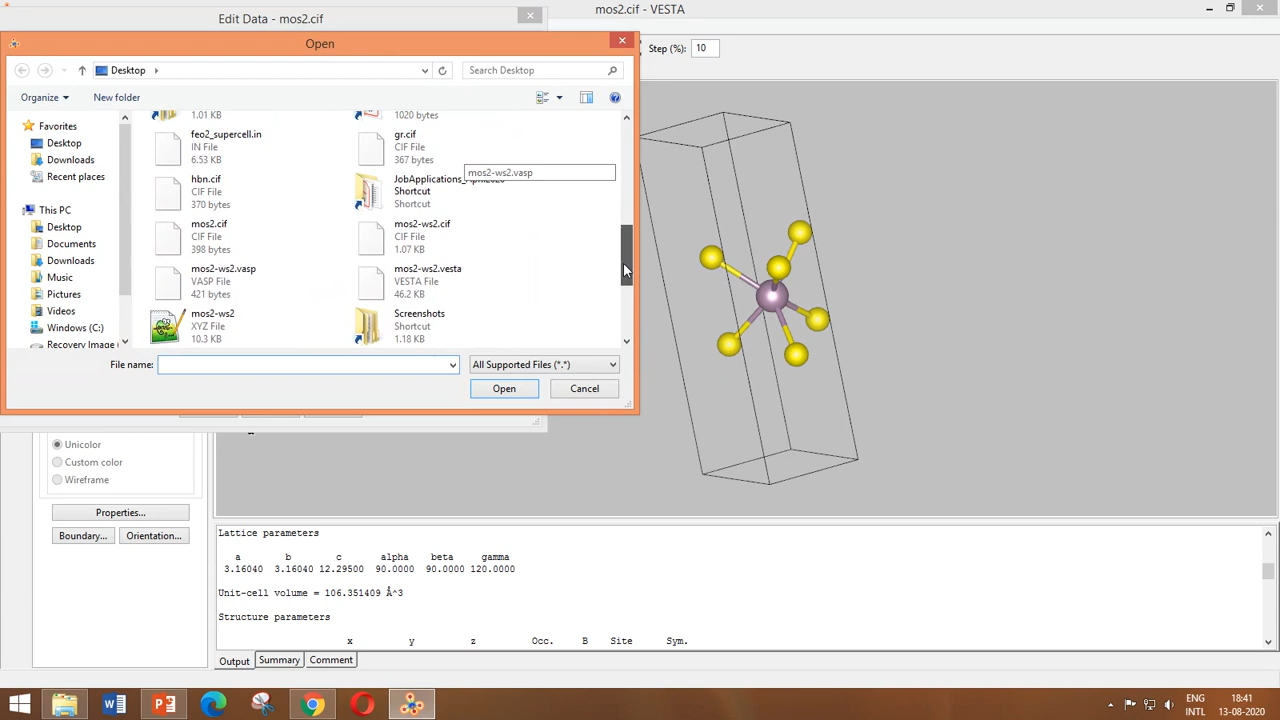 Edit Data - mos2.cif
mos2.cif - VESTA
Open
Step (%):
10
Desktop
Search Desktop
Organize
New folder
Favorites
Desktop
Downloads
Recent places
This PC
Desktop
Documents
Downloads
Music
Pictures
Videos
Windows (C:)
Recovery Image
1.01 KB
1020 bytes
feo2_supercell.in
IN File
6.53 KB
gr.cif
CIF File
367 bytes
mos2-ws2.vasp
hbn.cif
CIF File
370 bytes
JobApplications_April2020
Shortcut
Shortcut
mos2.cif
CIF File
398 bytes
mos2-ws2.cif
CIF File
1.07 KB
mos2-ws2.vasp
VASP File
421 bytes
mos2-ws2.vesta
VESTA File
46.2 KB
mos2-ws2
XYZ File
10.3 KB
Screenshots
Shortcut
1.18 KB
File name:
All Supported Files (*.*)
Open
Cancel
Unicolor
Custom color
Wireframe
Properties...
Boundary...
Orientation...
Lattice parameters
a b c alpha beta gamma
3.16040 3.16040 12.29500 90.0000 90.0000 120.0000
Unit-cell volume = 106.351409 Å^3
Structure parameters
x y z Occ. B Site Sym.
Output
Summary
Comment
ENG
INTL
18:41
13-08-2020